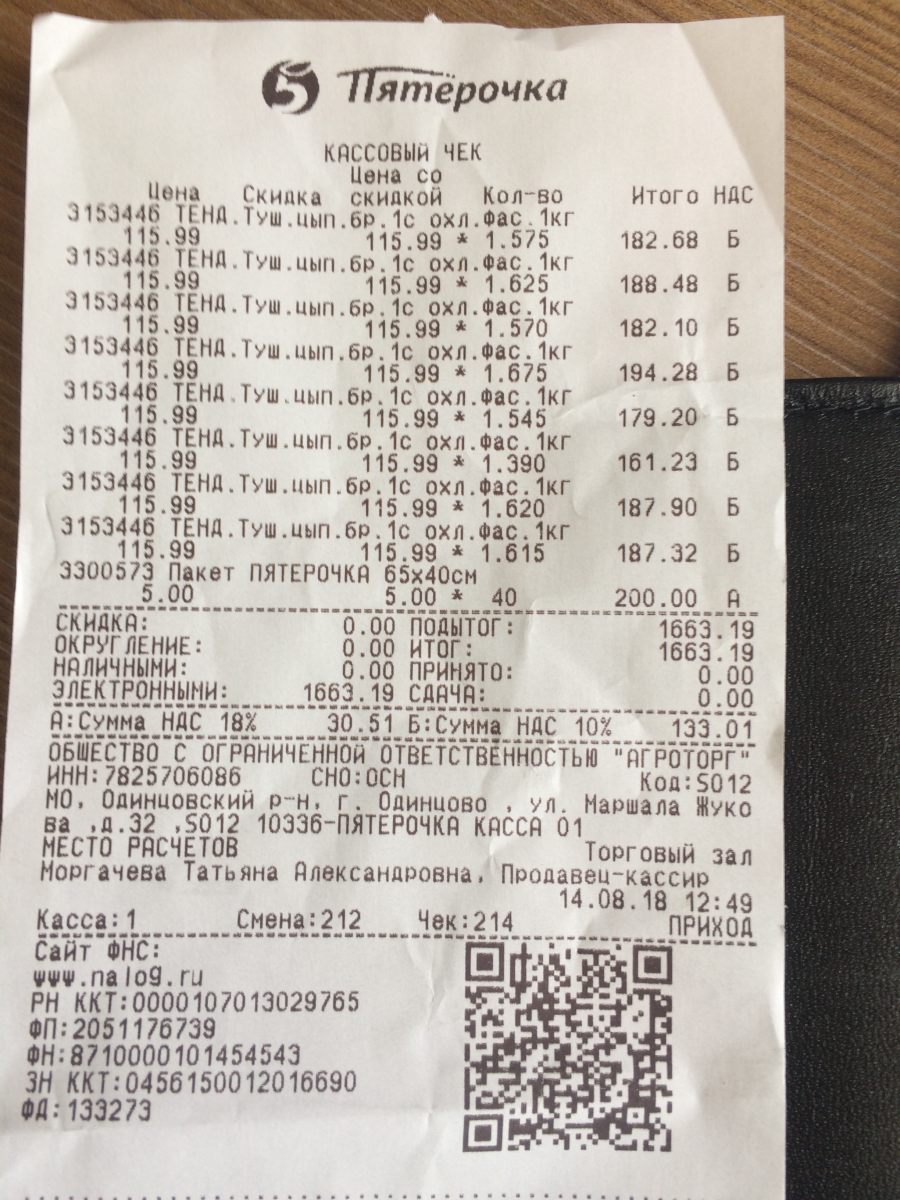 5 Пятёрочка
КАССОВЫЙ ЧЕК
Цена со
Цена Скидка скидкой Кол-во Итого НДС
3153446 ТЕНД.Туш.цып.бр.1с охл.фас.1кг
115.99 115.99 * 1.575 182.68 Б
3153446 ТЕНД.Туш.цып.бр.1с охл.фас.1кг
115.99 115.99 * 1.625 188.48 Б
3153446 ТЕНД.Туш.цып.бр.1с охл.фас.1кг
115.99 115.99 * 1.570 182.10 Б
3153446 ТЕНД.Туш.цып.бр.1с охл.фас.1кг
115.99 115.99 * 1.675 194.28 Б
3153446 ТЕНД.Туш.цып.бр.1с охл.фас.1кг
115.99 115.99 * 1.545 179.20 Б
3153446 ТЕНД.Туш.цып.бр.1с охл.фас.1кг
115.99 115.99 * 1.390 161.23 Б
3153446 ТЕНД.Туш.цып.бр.1с охл.фас.1кг
115.99 115.99 * 1.620 187.90 Б
3153446 ТЕНД.Туш.цып.бр.1с охл.фас.1кг
115.99 115.99 * 1.615 187.32 Б
3300573 Пакет ПЯТЕРОЧКА 65х40см
5.00 5.00 * 40 200.00 А
СКИДКА: 0.00 ПОДЫТОГ: 1663.19
ОКРУГЛЕНИЕ: 0.00 ИТОГ: 1663.19
НАЛИЧНЫМИ: 0.00 ПРИНЯТО: 0.00
ЭЛЕКТРОННЫМИ: 1663.19 СДАЧА: 0.00
А:Сумма НДС 18% 30.51 Б:Сумма НДС 10% 133.01
ОБЩЕСТВО С ОГРАНИЧЕННОЙ ОТВЕТСТВЕННОСТЬЮ "АГРОТОРГ"
ИНН:7825706086 СНО:ОСН Код:S012
МО, Одинцовский р-н, г. Одинцово , ул. Маршала Жуко
ва ,д.32 ,S012 10336-ПЯТЕРОЧКА КАССА 01
МЕСТО РАСЧЕТОВ Торговый зал
Моргачева Татьяна Александровна, Продавец-кассир
14.08.18 12:49
Касса:1 Смена:212 Чек:214 ПРИХОД
Сайт ФНС:
www.nalog.ru
РН ККТ:0000107013029765
ФП:2051176739
ФН:8710000101454543
ЗН ККТ:0456150012016690
ФД:133273